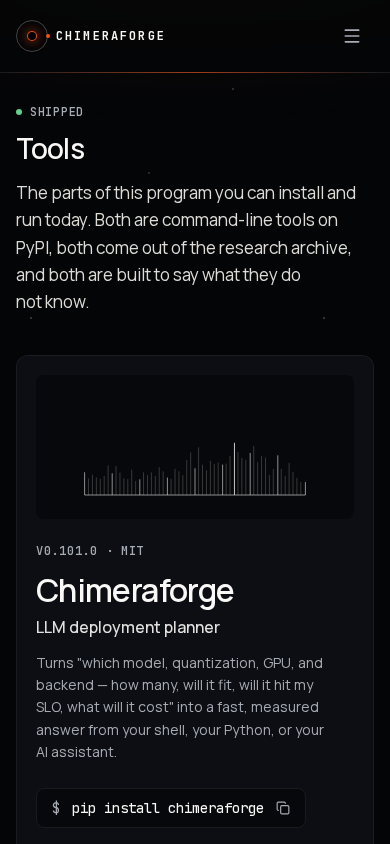 CHIMERAFORGE
SHIPPED
Tools
The parts of this program you can install and
run today. Both are command-line tools on
PyPI, both come out of the research archive,
and both are built to say what they do
not know.
V0.101.0 · MIT
Chimeraforge
LLM deployment planner
Turns "which model, quantization, GPU, and
backend — how many, will it fit, will it hit my
SLO, what will it cost" into a fast, measured
answer from your shell, your Python, or your
AI assistant.
$ pip install chimeraforge